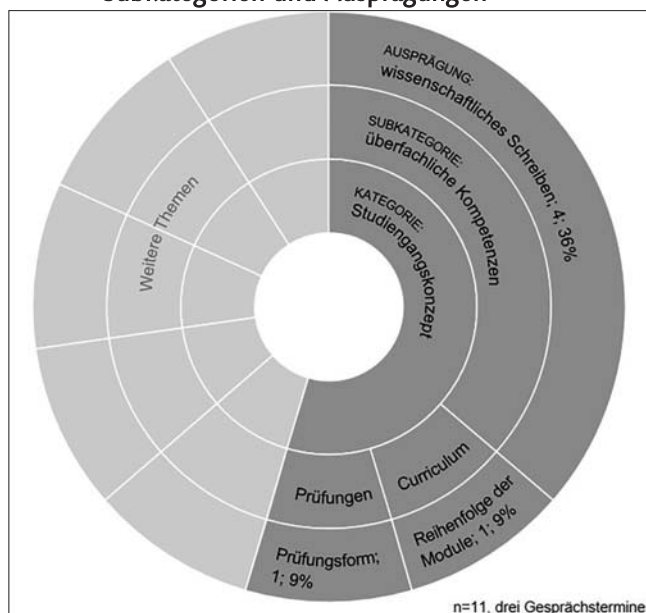 Subkategorien und Ausprägungen
AUSPRÄGUNG:
wissenschaftliches Schreiben; 4; 36%
SUBKATEGORIE:
überfachliche Kompetenzen
KATEGORIE:
Studiengangskonzept
Weitere Themen
Prüfungen
Curriculum
Prüfungsform;
1; 9%
Reihenfolge der
Module; 1; 9%
n=11, drei Gesprächstermine